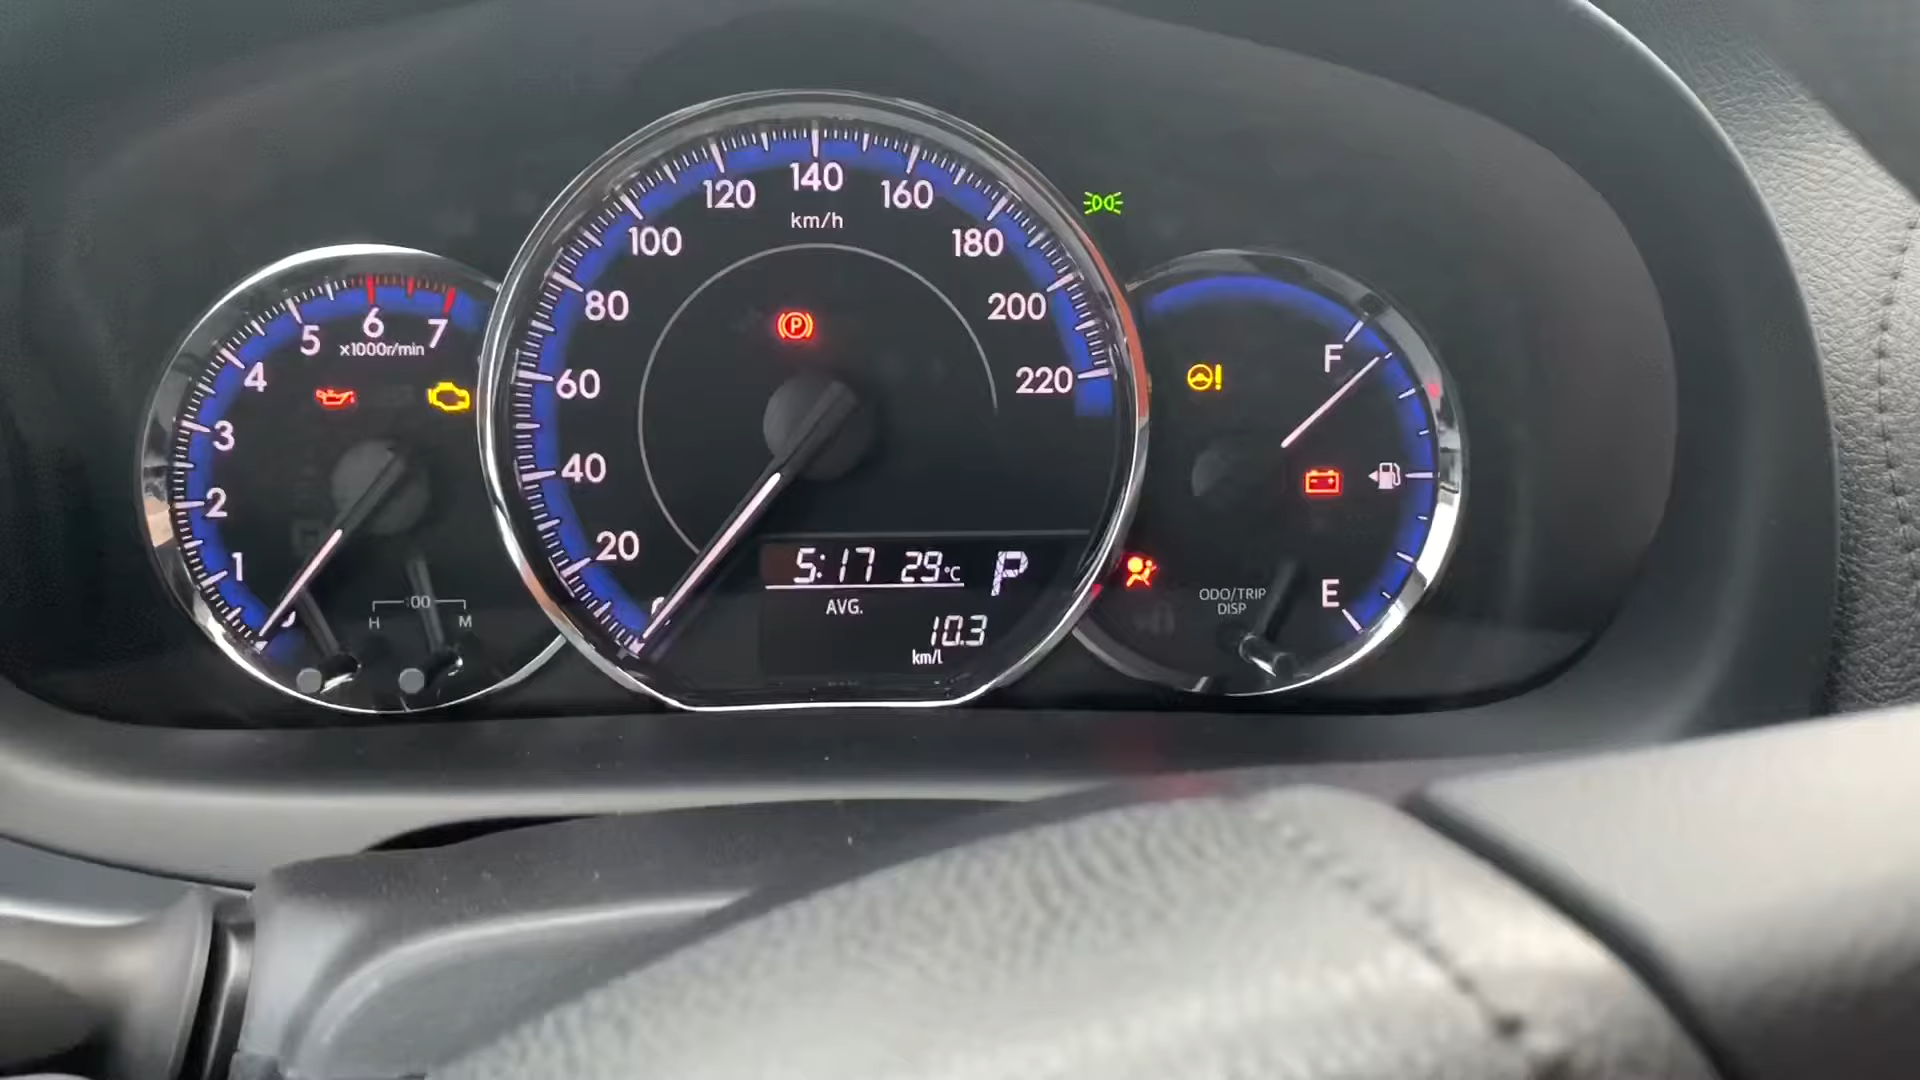 120 140 160
km/h
100 180
80 200
60 220
40
20
5 6 7
x1000r/min
4
3
2
1
H M
5:17 29°C P
AVG.
10.3
km/l
P
F
E
ODO/TRIP
DISP